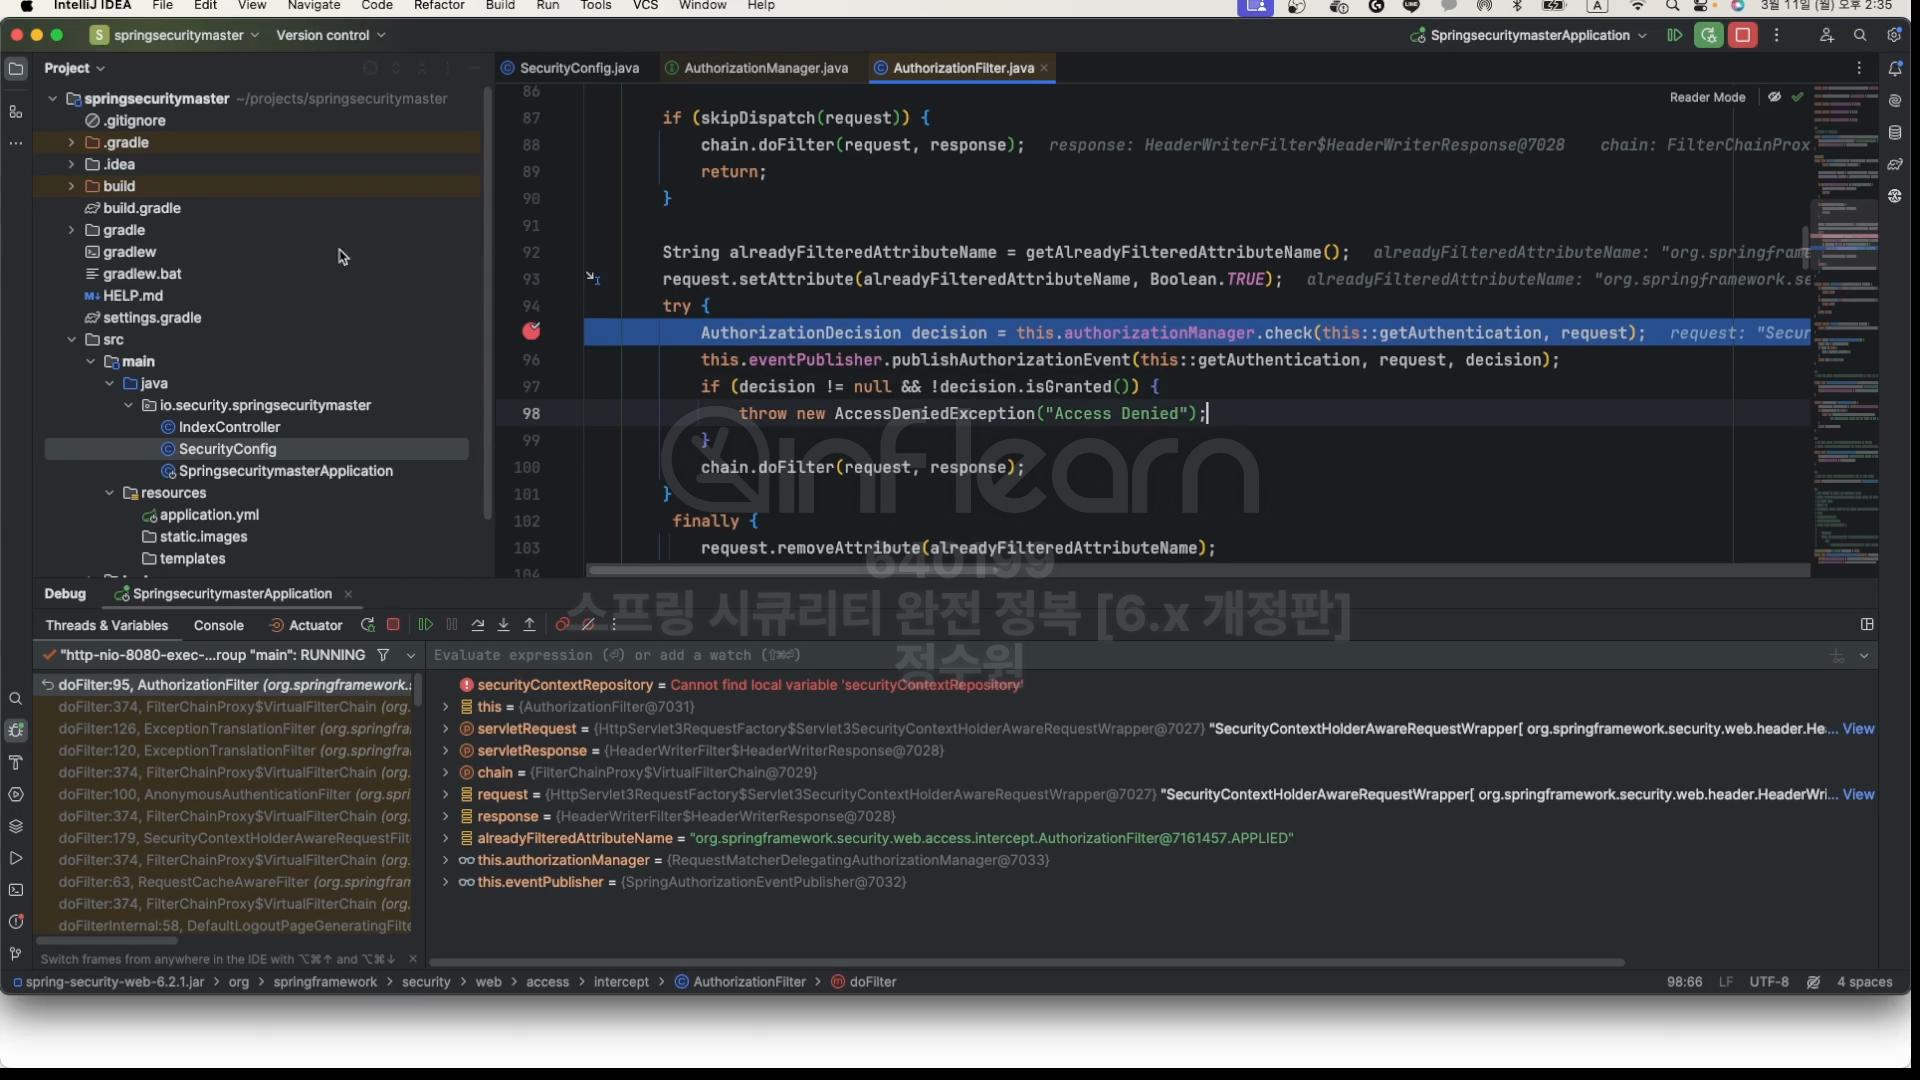 IntelliJ IDEA File Edit View Navigate Code Refactor Build Run Tools VCS Window Help A 3월 11일 (월) 오후 2:35
S springsecuritymaster Version control SpringsecuritymasterApplication
Project
SecurityConfig.java AuthorizationManager.java AuthorizationFilter.java
Reader Mode
springsecuritymaster ~/projects/springsecuritymaster
.gitignore
.gradle
.idea
build
build.gradle
gradle
gradlew
gradlew.bat
HELP.md
settings.gradle
src
main
java
io.security.springsecuritymaster
IndexController
SecurityConfig
SpringsecuritymasterApplication
resources
application.yml
static.images
templates
86
87 if (skipDispatch(request)) {
88 chain.doFilter(request, response); response: HeaderWriterFilter$HeaderWriterResponse@7028 chain: FilterChainProx
89 return;
90 }
91
92 String alreadyFilteredAttributeName = getAlreadyFilteredAttributeName(); alreadyFilteredAttributeName: "org.springframe
93 request.setAttribute(alreadyFilteredAttributeName, Boolean.TRUE); alreadyFilteredAttributeName: "org.springframework.se
94 try {
AuthorizationDecision decision = this.authorizationManager.check(this::getAuthentication, request); request: "Secur
96 this.eventPublisher.publishAuthorizationEvent(this::getAuthentication, request, decision);
97 if (decision != null && !decision.isGranted()) {
98 throw new AccessDeniedException("Access Denied");
99 }
100 chain.doFilter(request, response);
101 }
102 finally {
103 request.removeAttribute(alreadyFilteredAttributeName);
104
inflearn
640199
스프링 시큐리티 완전 정복 [6.x 개정판]
정수원
Debug SpringsecuritymasterApplication
Threads & Variables Console Actuator
"http-nio-8080-exec-...roup "main": RUNNING
Evaluate expression (⏎) or add a watch (⇧⌘⏎)
doFilter:95, AuthorizationFilter (org.springframework.
doFilter:374, FilterChainProxy$VirtualFilterChain (org.
doFilter:126, ExceptionTranslationFilter (org.springfra
doFilter:120, ExceptionTranslationFilter (org.springfra
doFilter:374, FilterChainProxy$VirtualFilterChain (org.
doFilter:100, AnonymousAuthenticationFilter (org.spri
doFilter:374, FilterChainProxy$VirtualFilterChain (org.
doFilter:179, SecurityContextHolderAwareRequestFilt
doFilter:374, FilterChainProxy$VirtualFilterChain (org.
doFilter:63, RequestCacheAwareFilter (org.springfran
doFilter:374, FilterChainProxy$VirtualFilterChain (org.
doFilterInternal:58, DefaultLogoutPageGeneratingFilte
Switch frames from anywhere in the IDE with ⌥⌘↑ and ⌥⌘↓
securityContextRepository = Cannot find local variable 'securityContextRepository'
this = {AuthorizationFilter@7031}
servletRequest = {HttpServlet3RequestFactory$Servlet3SecurityContextHolderAwareRequestWrapper@7027} "SecurityContextHolderAwareRequestWrapper[ org.springframework.security.web.header.He... View
servletResponse = {HeaderWriterFilter$HeaderWriterResponse@7028}
chain = {FilterChainProxy$VirtualFilterChain@7029}
request = {HttpServlet3RequestFactory$Servlet3SecurityContextHolderAwareRequestWrapper@7027} "SecurityContextHolderAwareRequestWrapper[ org.springframework.security.web.header.HeaderWri... View
response = {HeaderWriterFilter$HeaderWriterResponse@7028}
alreadyFilteredAttributeName = "org.springframework.security.web.access.intercept.AuthorizationFilter@7161457.APPLIED"
this.authorizationManager = {RequestMatcherDelegatingAuthorizationManager@7033}
this.eventPublisher = {SpringAuthorizationEventPublisher@7032}
spring-security-web-6.2.1.jar > org > springframework > security > web > access > intercept > AuthorizationFilter > doFilter 98:66 LF UTF-8 4 spaces